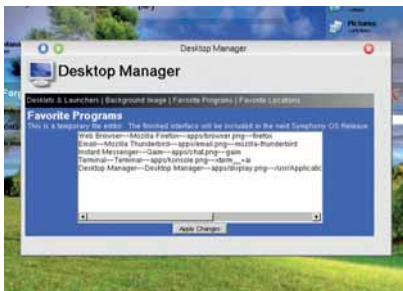 Pictures
Desktop Manager
Desktop Manager
Desklets & Launchers | Background Image | Favorite Programs | Favorite Locations
Favorite Programs
This is a temporary file editor. The finished interface will be included in the next Symphony OS Release
Web Browser---Mozilla Firefox---apps/browser.png---firefox
Email---Mozilla Thunderbird---apps/email.png---mozilla-thunderbird
Instant Messenger---Gaim---apps/chat.png---gaim
Terminal---Terminal---apps/konsole.png---xterm
Desktop Manager---Desktop Manager---apps/display.png---/usr/Applicatic
Apply Changes